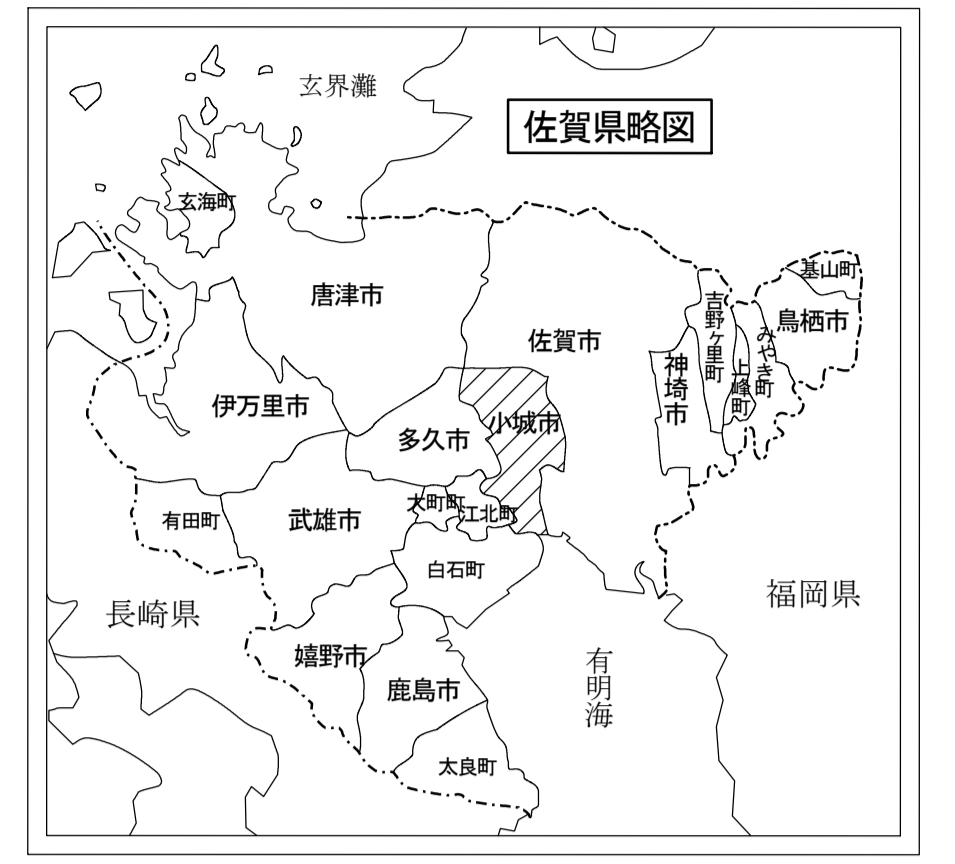 玄界灘
佐賀県略図
玄海町
唐津市
佐賀市
基山町
鳥栖市
吉野ヶ里町
みやき町
上峰町
神埼市
伊万里市
多久市
小城市
有田町
武雄市
大町町
江北町
白石町
長崎県
福岡県
嬉野市
有明海
鹿島市
太良町